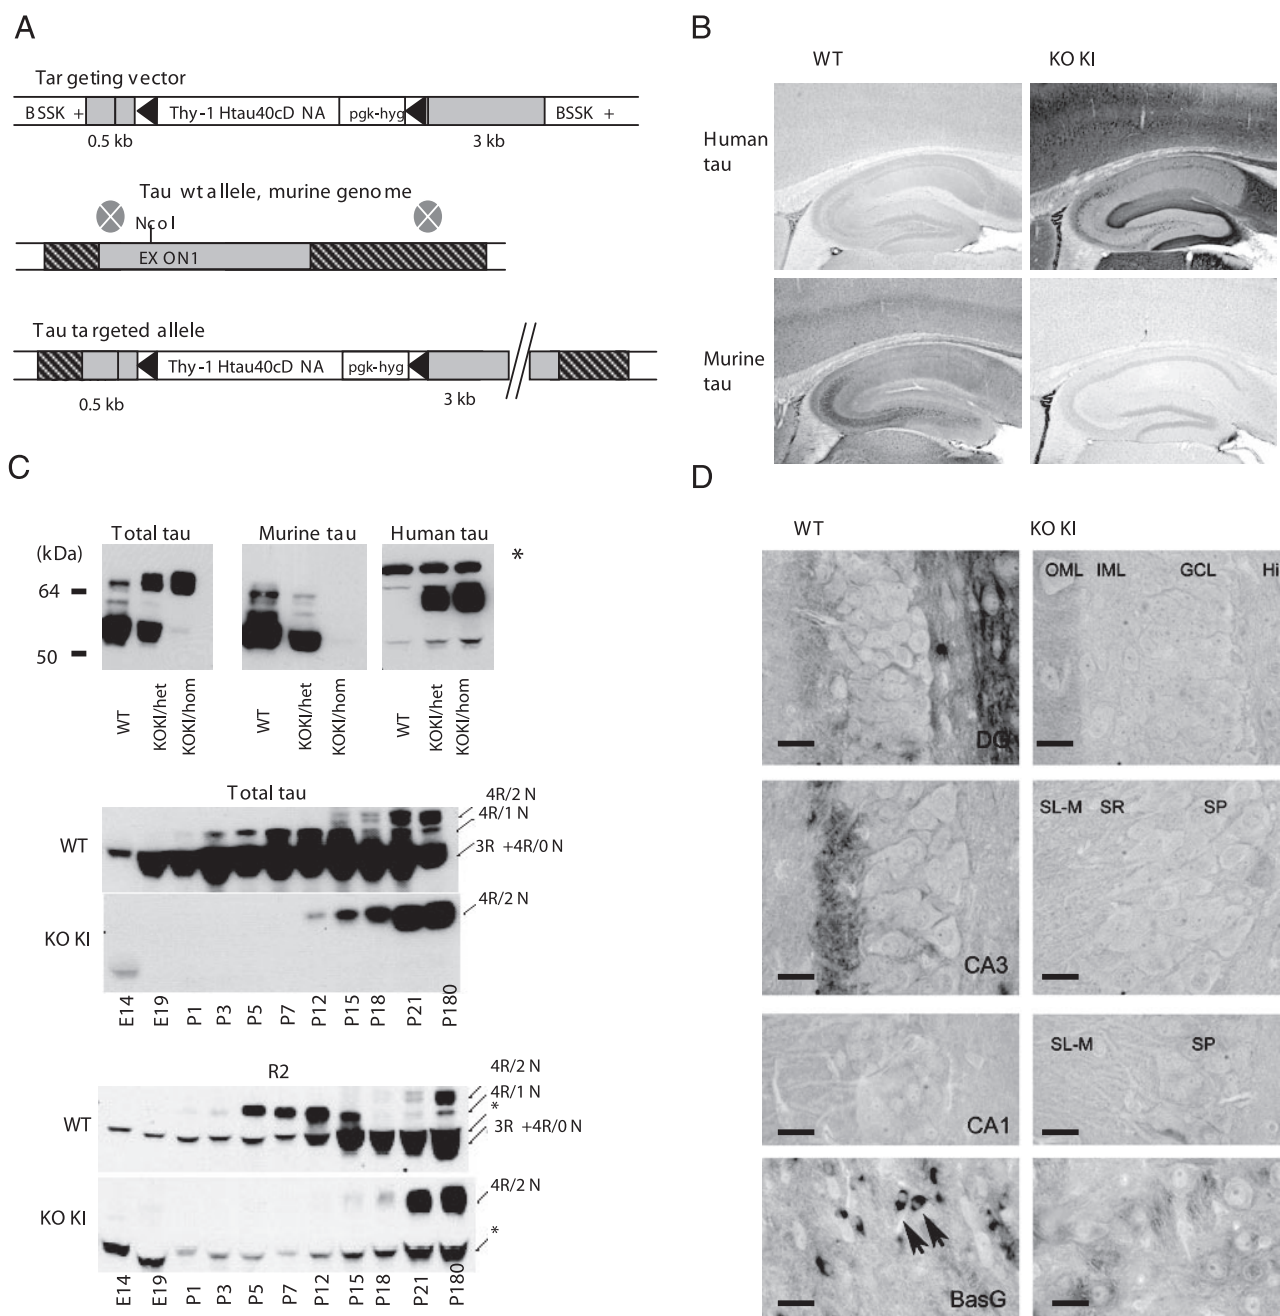 A
Targeting vector
BSSK +
Thy-1 Htau40cD NA
pgk-hyg
BSSK +
0.5 kb
3 kb
Tau wt allele, murine genome
NcoI
EX ON1
Tau targeted allele
Thy-1 Htau40cD NA
pgk-hyg
0.5 kb
3 kb
B
WT
KO KI
Human
tau
Murine
tau
C
Total tau
Murine tau
Human tau
(kDa)
*
64
50
WT
KOKI/het
KOKI/hom
WT
KOKI/het
KOKI/hom
WT
KOKI/het
KOKI/hom
Total tau
WT
4R/2 N
4R/1 N
3R +4R/0 N
KO KI
4R/2 N
E14
E19
P1
P3
P5
P7
P12
P15
P18
P21
P180
R2
WT
4R/2 N
4R/1 N
*
3R +4R/0 N
KO KI
4R/2 N
*
E14
E19
P1
P3
P5
P7
P12
P15
P18
P21
P180
D
WT
KO KI
DG
OML IML GCL Hi
CA3
SL-M SR SP
CA1
SL-M SP
BasG